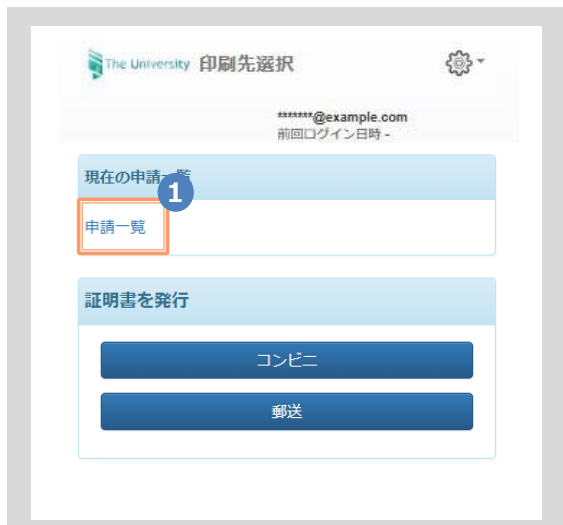 The University 印刷先選択
*******@example.com
前回ログイン日時 -
現在の申請一覧
1
申請一覧
証明書を発行
コンビニ
郵送